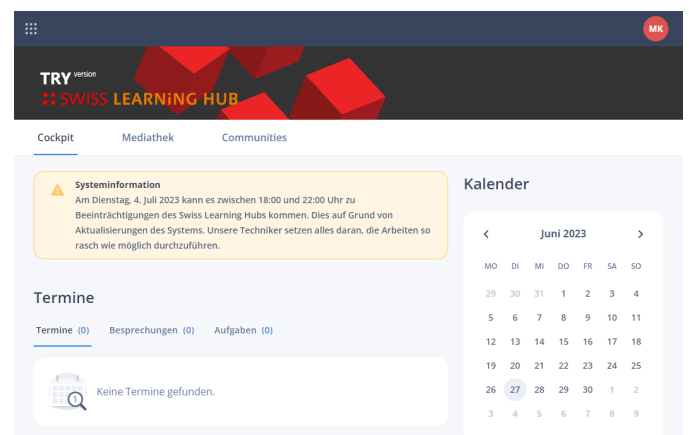 MK
TRY version
SWISS LEARNiNG HUB
Cockpit Mediathek Communities
Systeminformation
Am Dienstag, 4. Juli 2023 kann es zwischen 18:00 und 22:00 Uhr zu
Beeinträchtigungen des Swiss Learning Hubs kommen. Dies auf Grund von
Aktualisierungen des Systems. Unsere Techniker setzen alles daran, die Arbeiten so
rasch wie möglich durchzuführen.
Termine
Termine (0) Besprechungen (0) Aufgaben (0)
1
Keine Termine gefunden.
Kalender
Juni 2023
MO DI MI DO FR SA SO
29 30 31 1 2 3 4
5 6 7 8 9 10 11
12 13 14 15 16 17 18
19 20 21 22 23 24 25
26 27 28 29 30 1 2
3 4 5 6 7 8 9